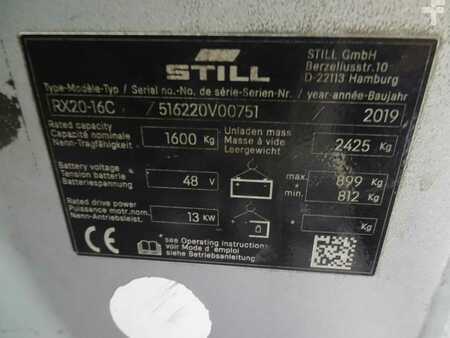 STILL
STILL GmbH
Berzeliusstr.10
D-22113 Hamburg
Type-Modèle-Typ / Serial no.-No. de série-Serien-Nr. / year-année-Baujahr
RX20-16C / 516220V00751 / 2019
Rated capacity
Capacité nominale
Nenn-Tragfähigkeit
1600 Kg
Unladen mass
Masse à vide
Leergewicht
2425 Kg
Battery voltage
Tension batterie
Batteriespannung
48 V
max. 899 Kg
min. 812 Kg
Rated drive power
Puissance motr.nom.
Nenn-Antriebsleist.
13 KW
* Kg
CE
*see Operating instructions
voir Mode d´emploi
siehe Betriebsanleitung